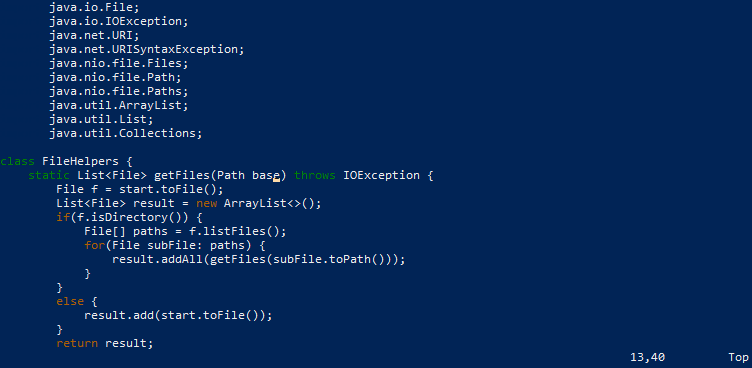 java.io.File;
java.io.IOException;
java.net.URI;
java.net.URISyntaxException;
java.nio.file.Files;
java.nio.file.Path;
java.nio.file.Paths;
java.util.ArrayList;
java.util.List;
java.util.Collections;
class FileHelpers {
static List<File> getFiles(Path base) throws IOException {
File f = start.toFile();
List<File> result = new ArrayList<>();
if(f.isDirectory()) {
File[] paths = f.listFiles();
for(File subFile: paths) {
result.addAll(getFiles(subFile.toPath()));
}
}
else {
result.add(start.toFile());
}
return result;
13,40 Top